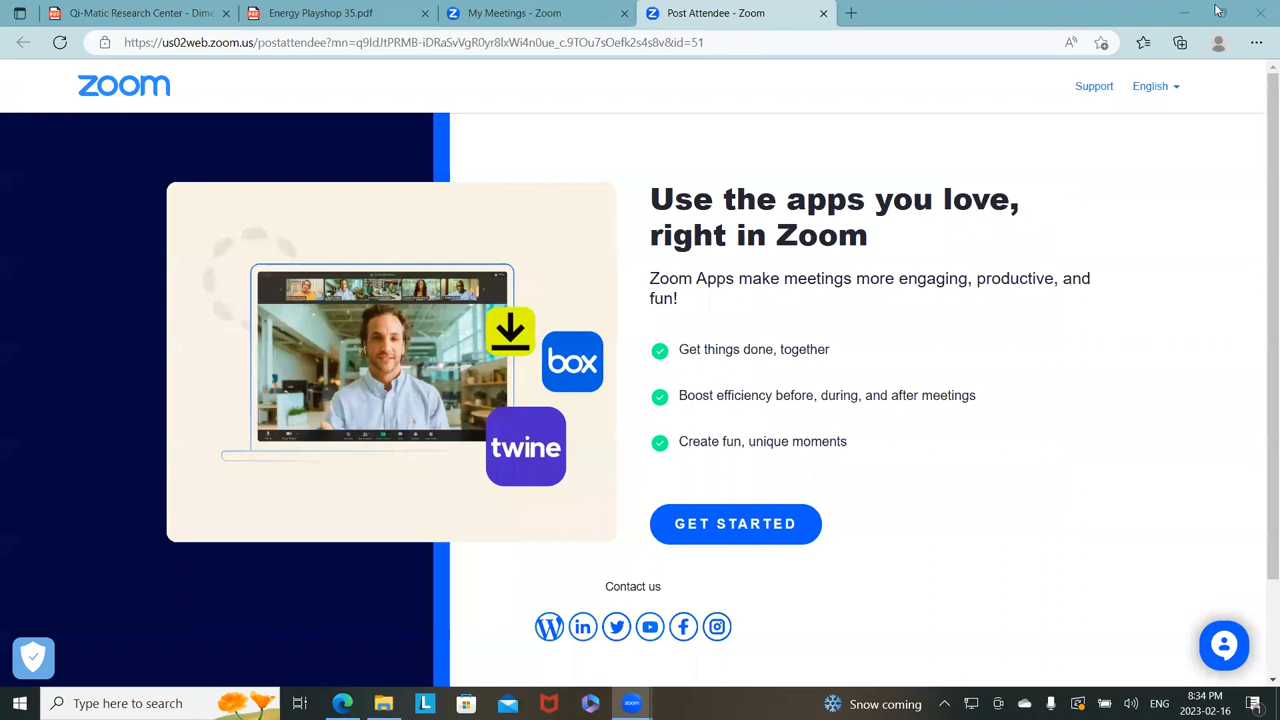 Qi-Matic Research Center - Dime
Energy Playshop 35.pdf
My Meetings - Zoom
Post Attendee - Zoom
https://us02web.zoom.us/postattendee?mn=q9IdJtPRMB-iDRaSvVgR0yr8lxWi4n0ue_c.9TOu7sOefk2s4s8v&id=51
zoom
Support
English
Use the apps you love,
right in Zoom
Zoom Apps make meetings more engaging, productive, and
fun!
Get things done, together
Boost efficiency before, during, and after meetings
Create fun, unique moments
box
twine
GET STARTED
Contact us
Type here to search
L
zoom
Snow coming
ENG
8:34 PM
2023-02-16